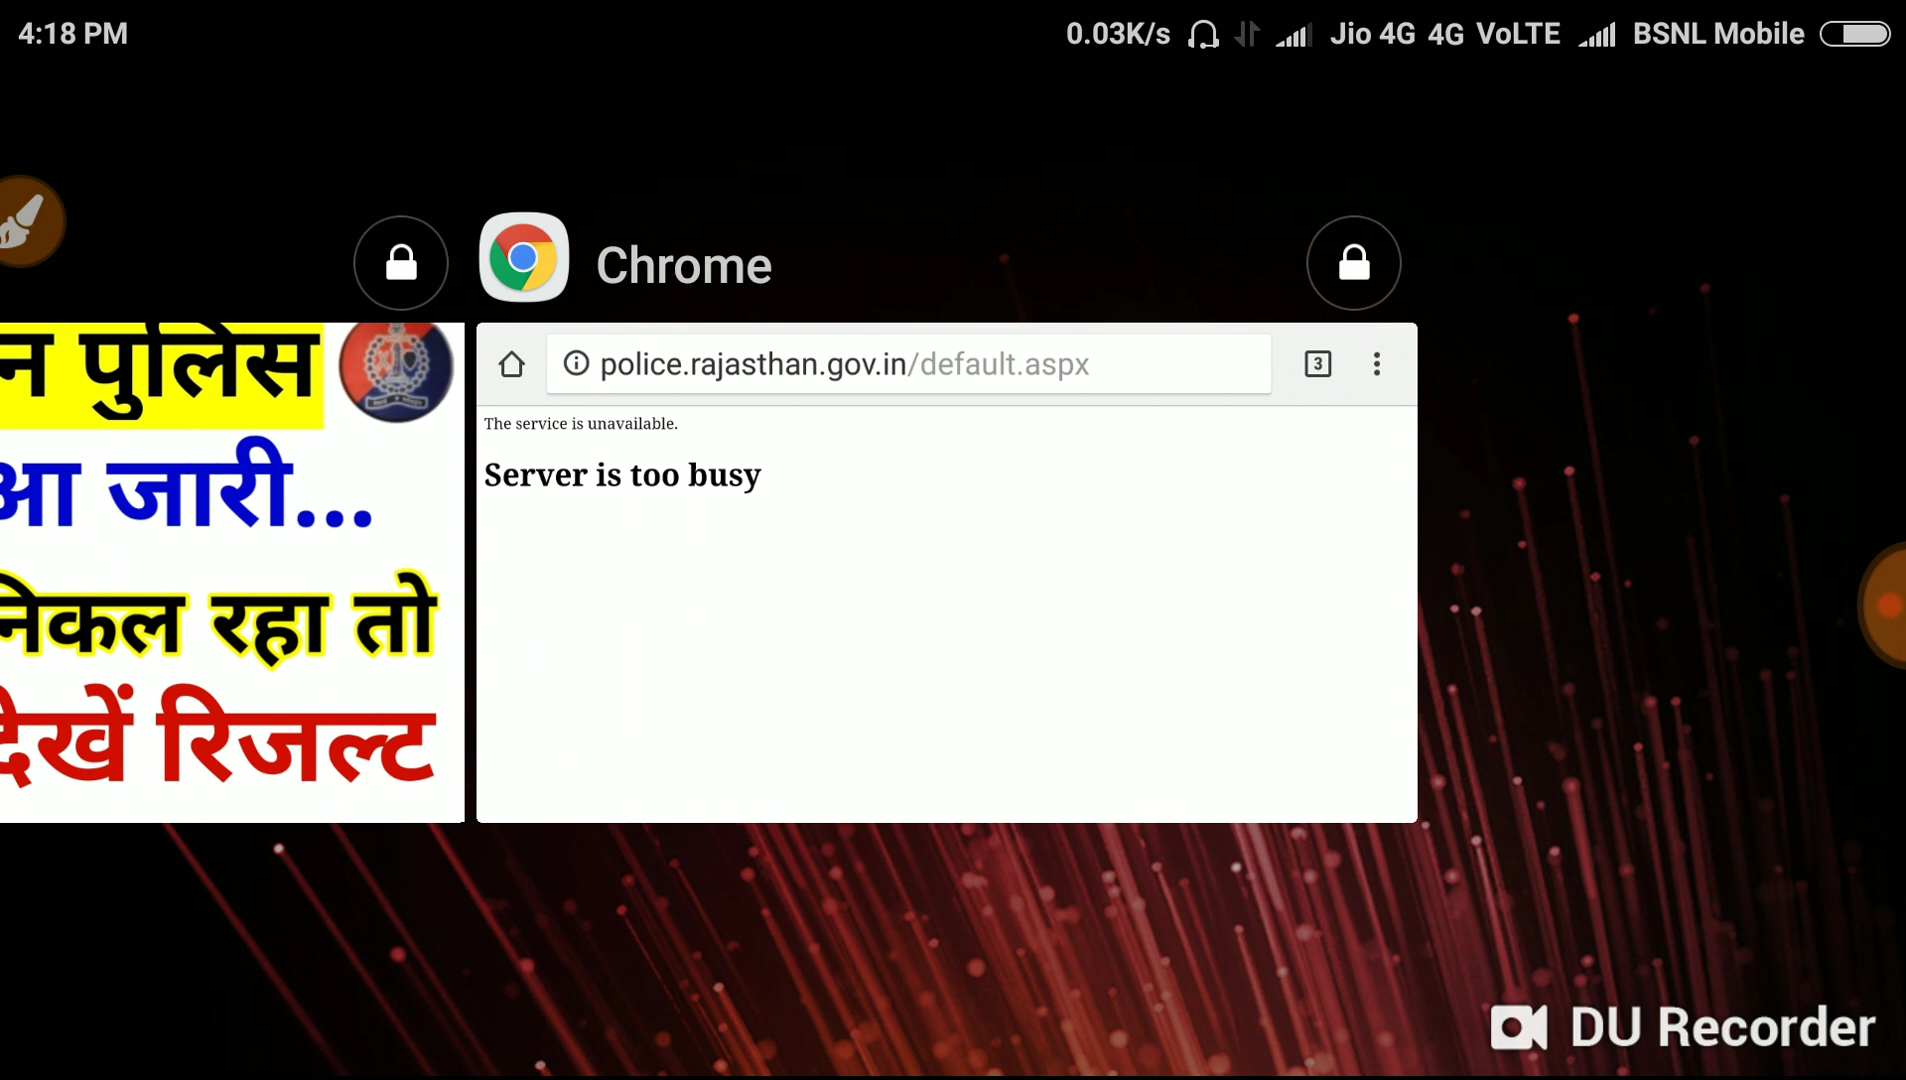 4:18 PM
0.03K/s Jio 4G 4G VoLTE BSNL Mobile
Chrome
न पुलिस
आ जारी...
निकल रहा तो
देखें रिजल्ट
police.rajasthan.gov.in/default.aspx
3
The service is unavailable.
Server is too busy
DU Recorder